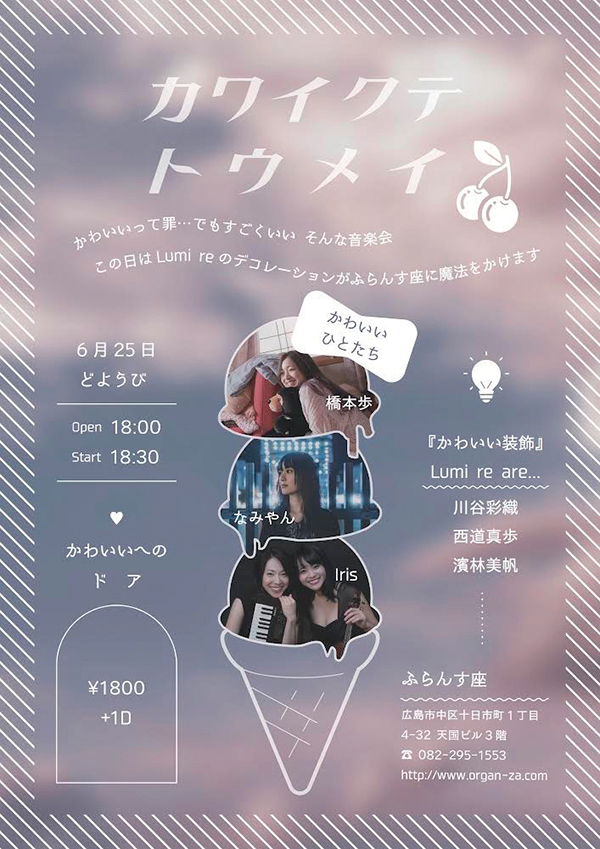 カワイクテ
トウメイ
かわいいって罪…でもすごくいい そんな音楽会
この日はLumi re のデコレーションがふらんす座に魔法をかけます
かわいい
ひとたち
6月25日
どようび
Open 18:00
Start 18:30
橋本歩
なみやん
Iris
『かわいい装飾』
Lumi re are...
川谷彩織
西道真歩
濱林美帆
♥
かわいいへの
ド ア
¥1800
+1D
ふらんす座
広島市中区十日市町1丁目
4-32 天国ビル3階
☎ 082-295-1553
http://www.organ-za.com